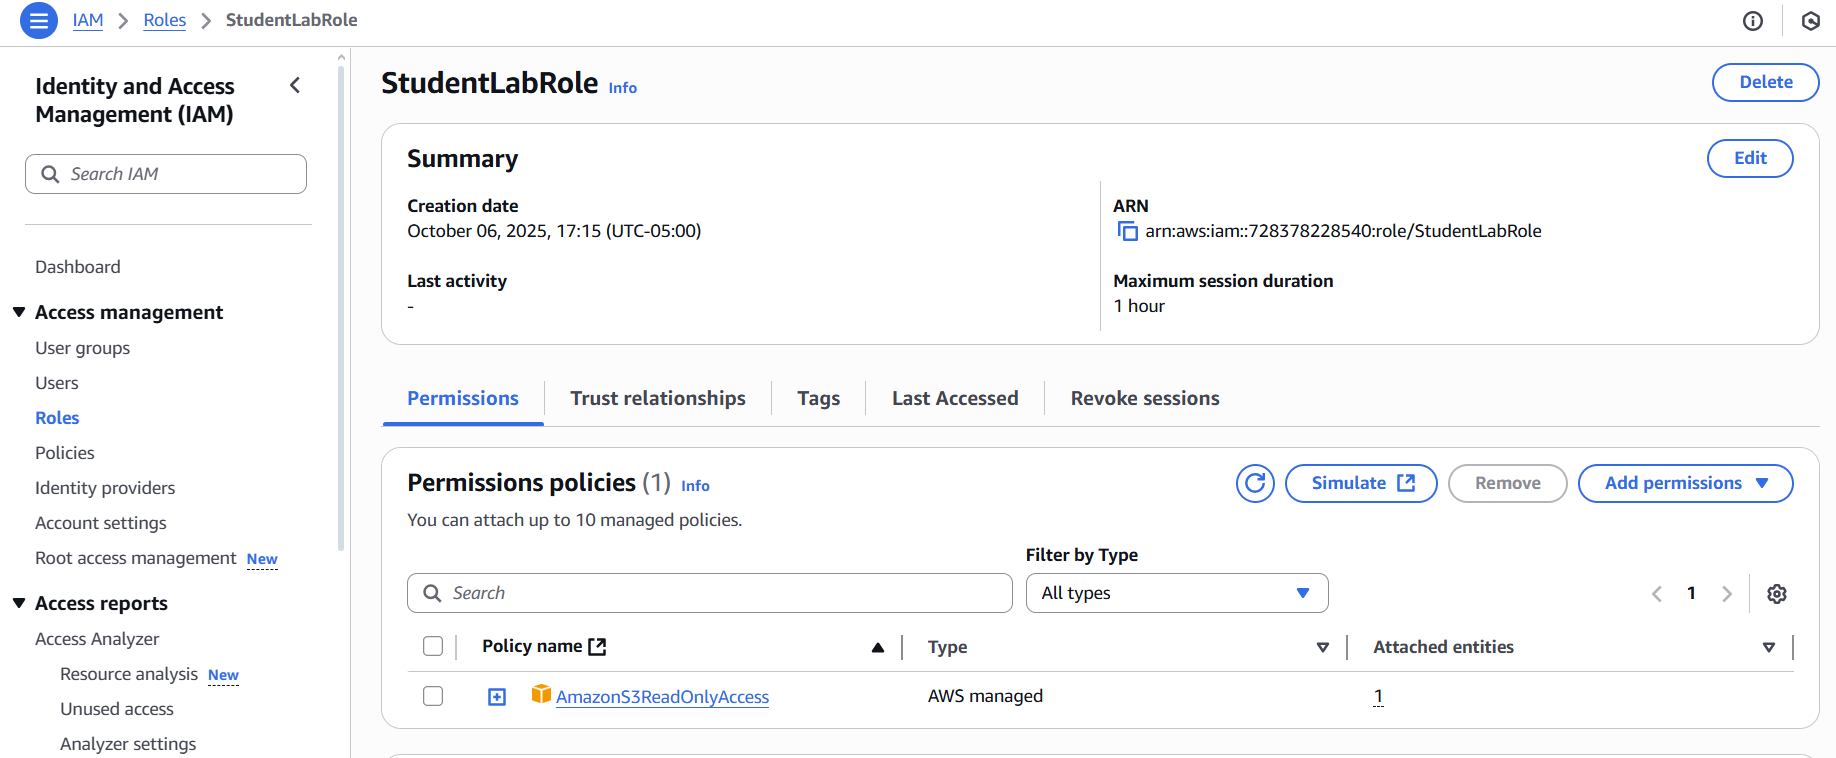 IAM > Roles > StudentLabRole
Identity and Access
Management (IAM)
Search IAM
Dashboard
Access management
User groups
Users
Roles
Policies
Identity providers
Account settings
Root access management New
Access reports
Access Analyzer
Resource analysis New
Unused access
Analyzer settings
StudentLabRole Info
Delete
Summary
Edit
Creation date
October 06, 2025, 17:15 (UTC-05:00)
ARN
arn:aws:iam::728378228540:role/StudentLabRole
Last activity
-
Maximum session duration
1 hour
Permissions
Trust relationships
Tags
Last Accessed
Revoke sessions
Permissions policies (1) Info
Simulate
Remove
Add permissions
You can attach up to 10 managed policies.
Filter by Type
Search
All types
1
Policy name
Type
Attached entities
AmazonS3ReadOnlyAccess
AWS managed
1